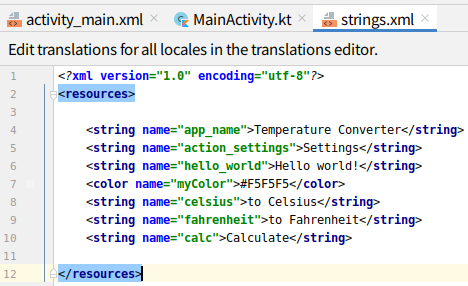 activity_main.xml MainActivity.kt strings.xml
Edit translations for all locales in the translations editor.
1 <?xml version="1.0" encoding="utf-8"?>
2 <resources>
3
4 <string name="app_name">Temperature Converter</string>
5 <string name="action_settings">Settings</string>
6 <string name="hello_world">Hello world!</string>
7 <color name="myColor">#F5F5F5</color>
8 <string name="celsius">to Celsius</string>
9 <string name="fahrenheit">to Fahrenheit</string>
10 <string name="calc">Calculate</string>
11
12 </resources>